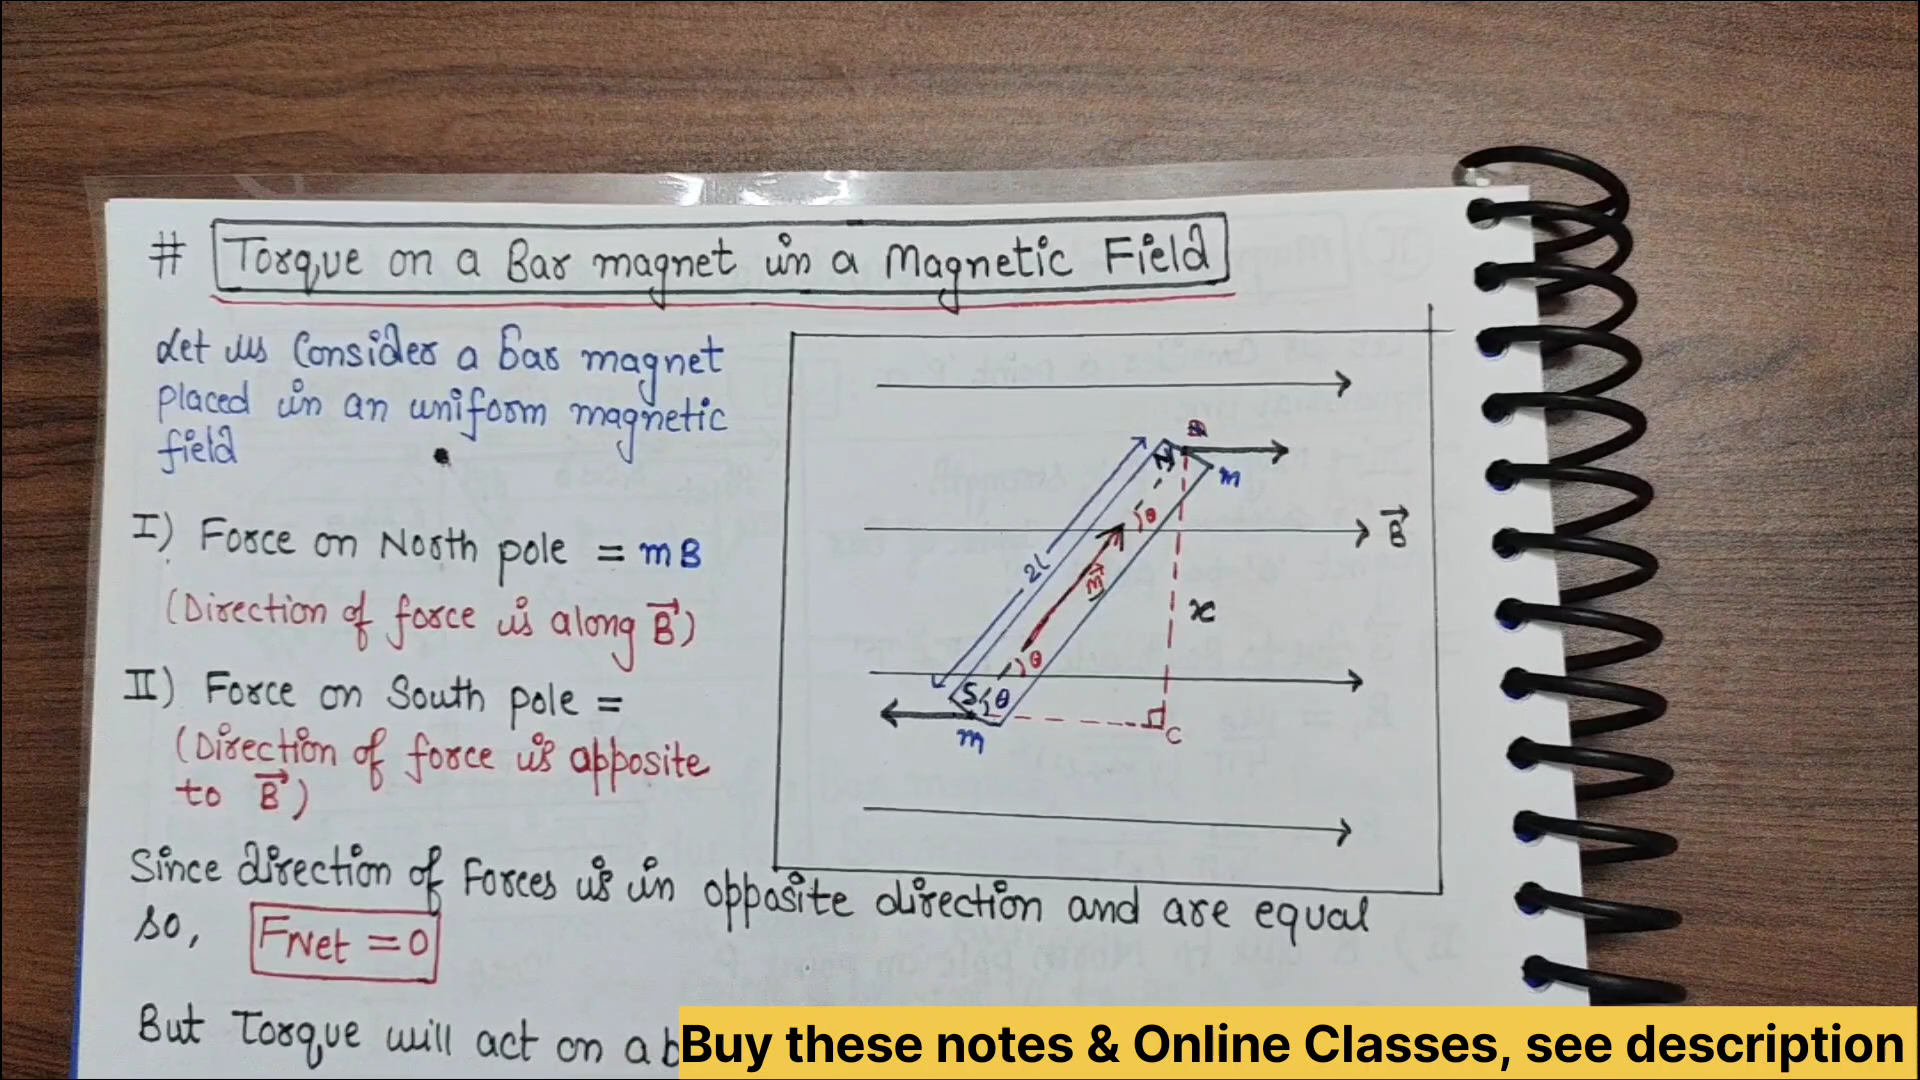 # Torque on a Bar magnet in a Magnetic Field
Let us Consider a bar magnet
placed in an uniform magnetic
field
I) Force on North pole = mB
(Direction of force is along B⃗)
II) Force on South pole =
(Direction of force is apposite
to B⃗)
Since direction of Forces is in opposite direction and are equal
so, FNet = 0
But Torque will act on a b
N
m
θ
B⃗
2l
M⃗
x
θ
S θ
m
C
Buy these notes & Online Classes, see description